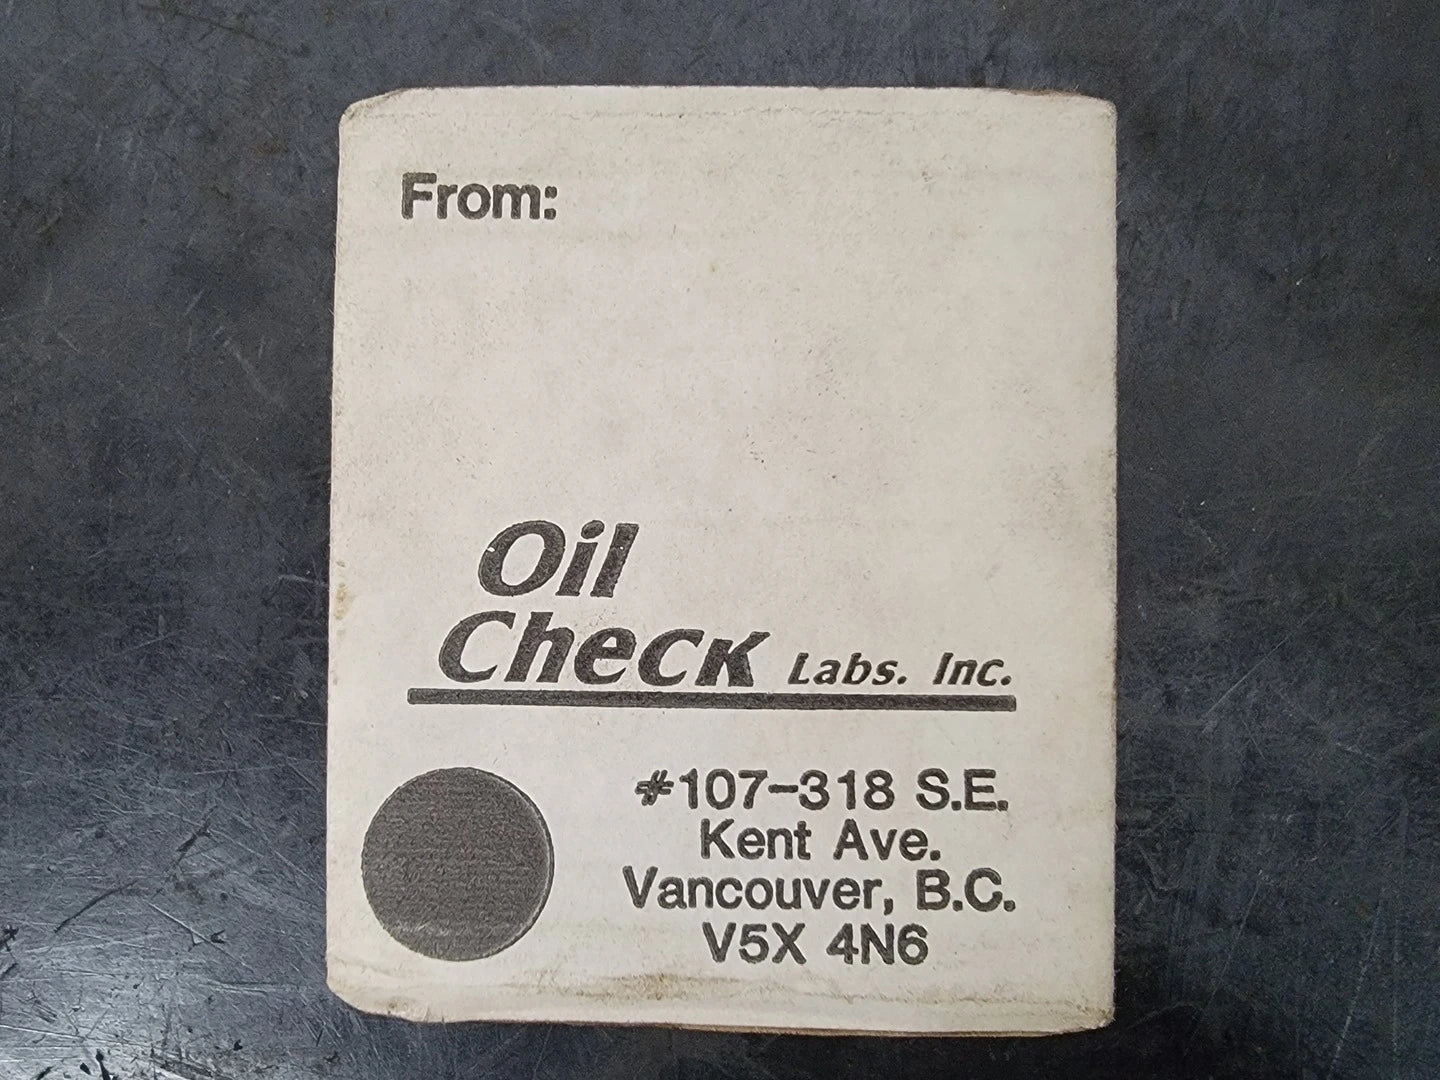 From:
Oil
Check Labs. Inc.
#107-318 S.E.
Kent Ave.
Vancouver, B.C.
V5X 4N6